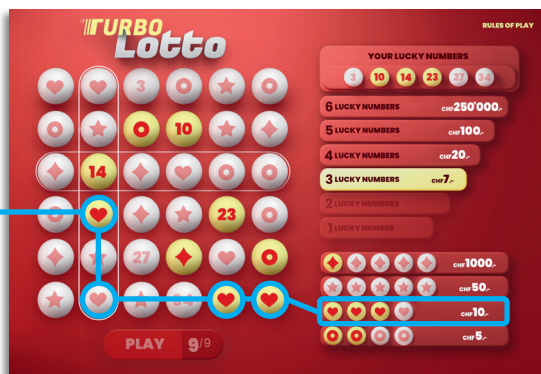 TURBO
Lotto
RULES OF PLAY
YOUR LUCKY NUMBERS
3 10 14 23 27 34
6 LUCKY NUMBERS CHF250'000.-
5 LUCKY NUMBERS CHF100.-
4 LUCKY NUMBERS CHF20.-
3 LUCKY NUMBERS CHF7.-
2 LUCKY NUMBERS
1 LUCKY NUMBER
3
10
14
23
27
34
CHF1000.-
CHF50.-
CHF10.-
CHF5.-
PLAY 9/9